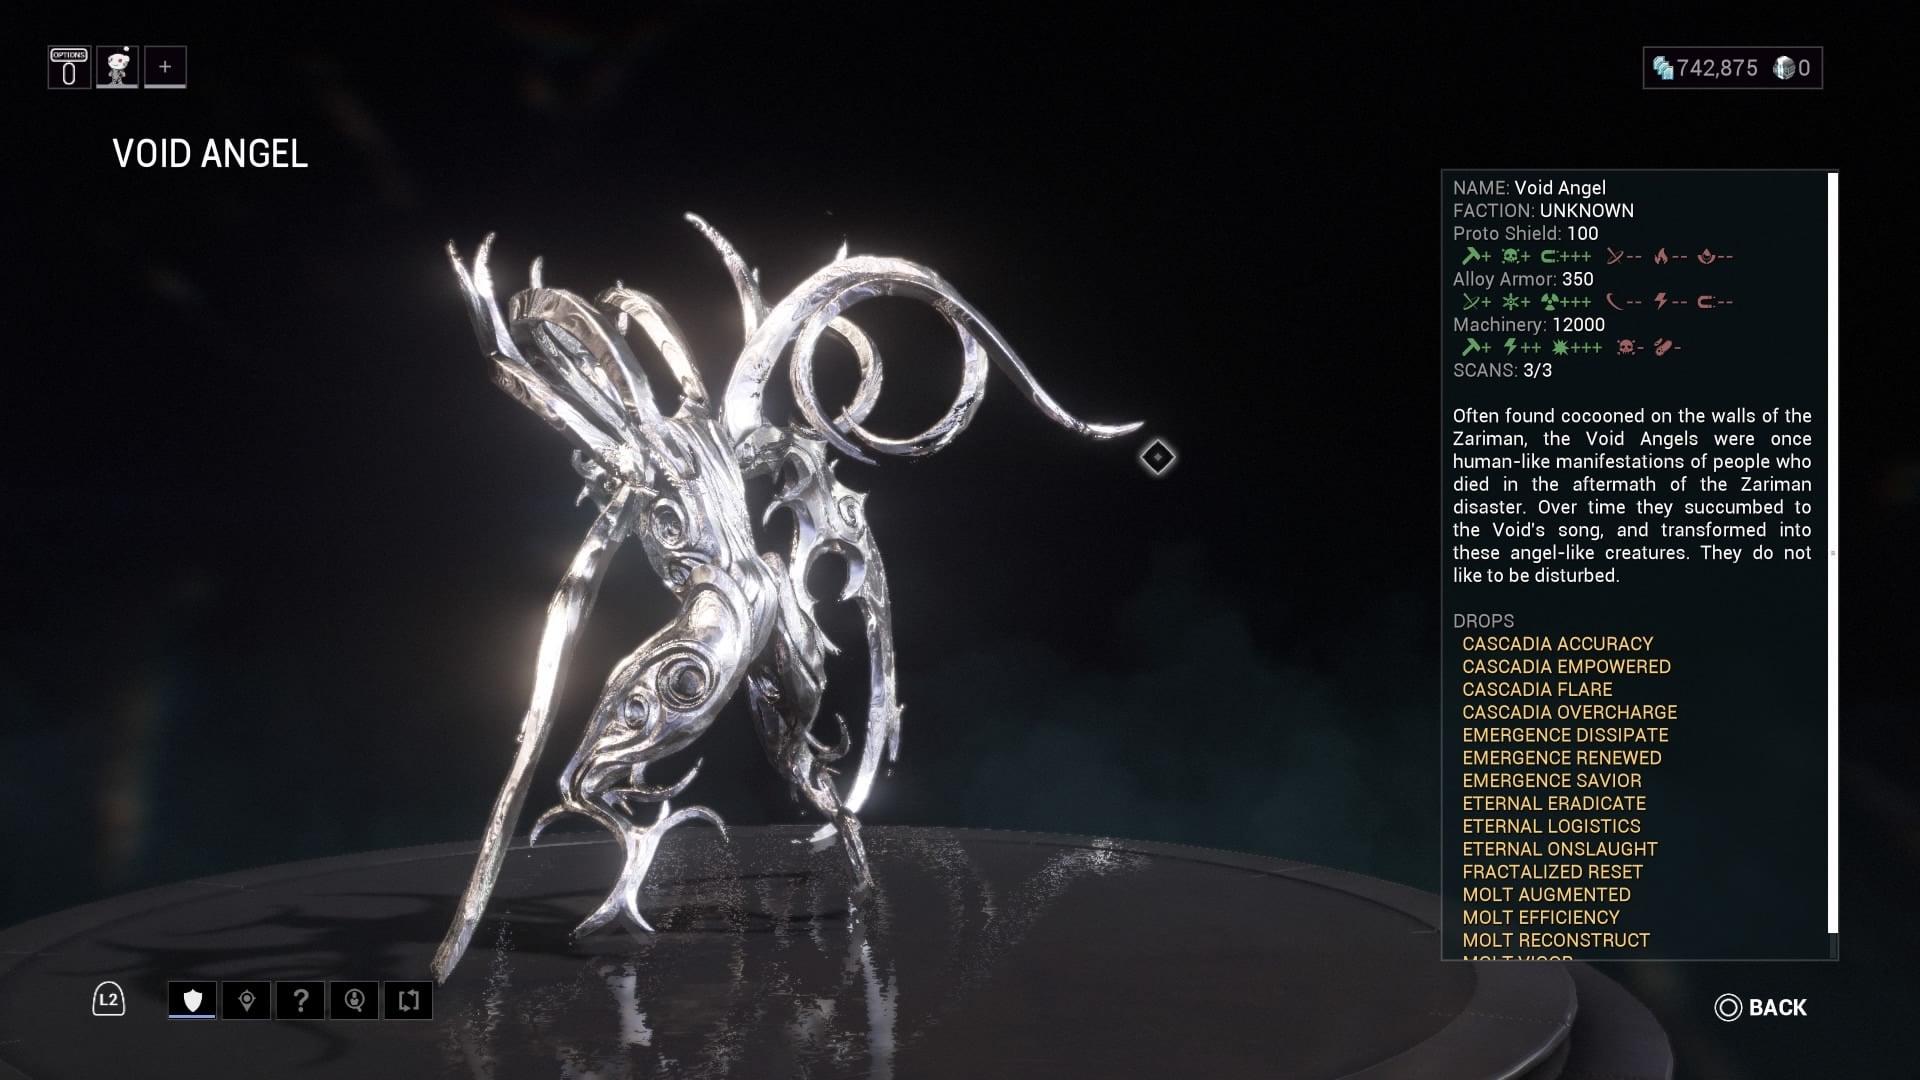 OPTIONS
0
+
742,875 0
VOID ANGEL
NAME: Void Angel
FACTION: UNKNOWN
Proto Shield: 100
+ + +++ -- -- --
Alloy Armor: 350
+ + +++ -- -- --
Machinery: 12000
+ ++ +++ - -
SCANS: 3/3
Often found cocooned on the walls of the
Zariman, the Void Angels were once
human-like manifestations of people who
died in the aftermath of the Zariman
disaster. Over time they succumbed to
the Void's song, and transformed into
these angel-like creatures. They do not
like to be disturbed.
DROPS
CASCADIA ACCURACY
CASCADIA EMPOWERED
CASCADIA FLARE
CASCADIA OVERCHARGE
EMERGENCE DISSIPATE
EMERGENCE RENEWED
EMERGENCE SAVIOR
ETERNAL ERADICATE
ETERNAL LOGISTICS
ETERNAL ONSLAUGHT
FRACTALIZED RESET
MOLT AUGMENTED
MOLT EFFICIENCY
MOLT RECONSTRUCT
MOLT VIGOR
L2
?
BACK